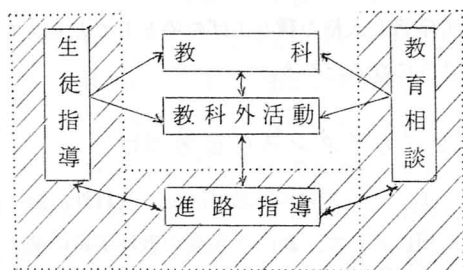 生徒指導
教科
教科外活動
進路指導
教育相談